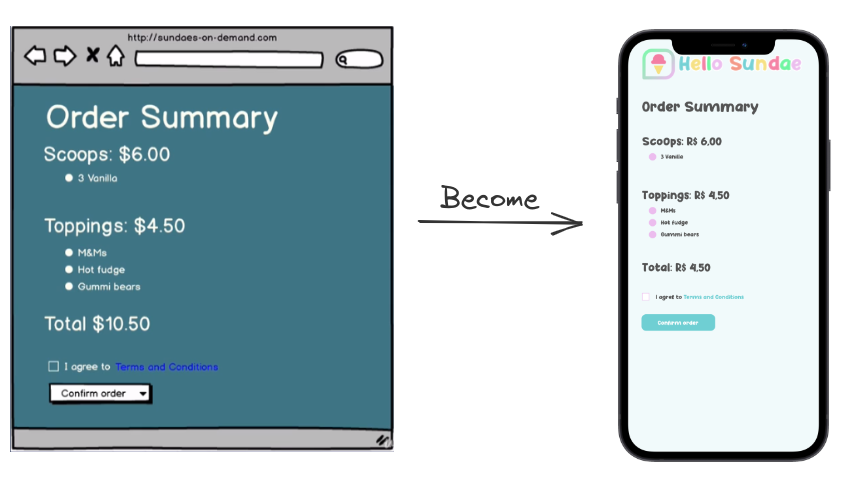 http://sundaes-on-demand.com
Order Summary
Scoops: $6.00
3 Vanilla
Toppings: $4.50
M&Ms
Hot fudge
Gummi bears
Total $10.50
I agree to Terms and Conditions
Confirm order
Become
Hello Sundae
Order Summary
Scoops: R$ 6,00
3 Vanilla
Toppings: R$ 4,50
M&Ms
Hot fudge
Gummi bears
Total: R$ 4,50
I agret to Terms and Conditions
Confirm order